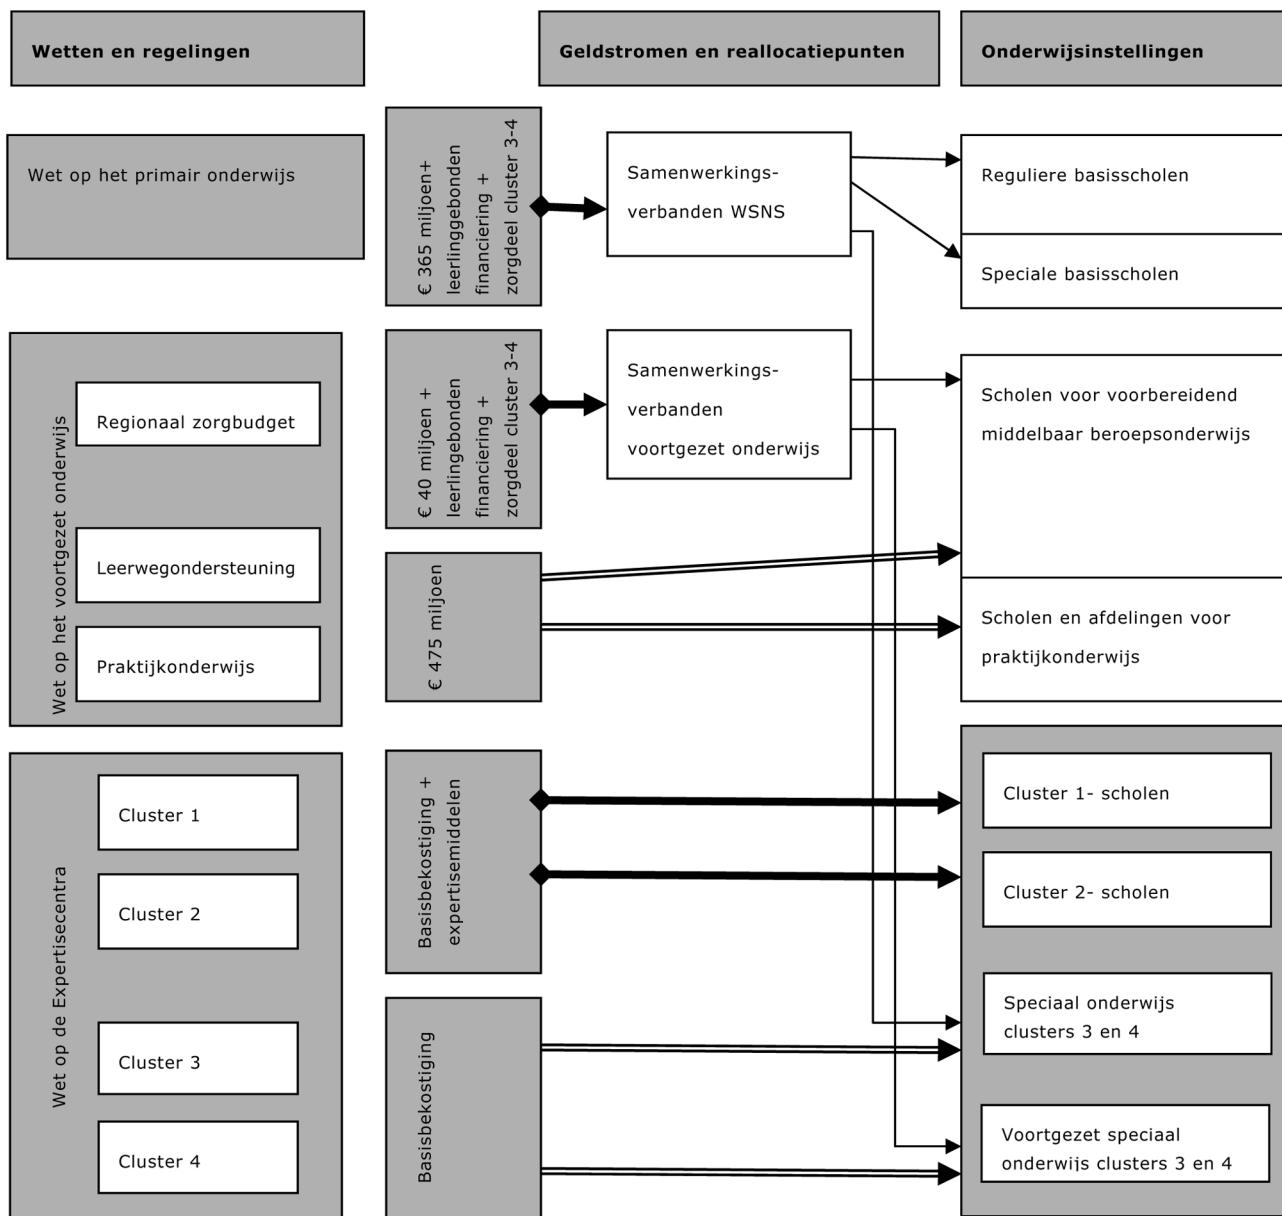 Wetten en regelingen
Geldstromen en reallocatiepunten
Onderwijsinstellingen
Wet op het primair onderwijs
€ 365 miljoen+
leerlinggebonden
financiering +
zorgdeel cluster 3-4
Samenwerkings-
verbanden WSNS
Reguliere basisscholen
Speciale basisscholen
Wet op het voortgezet onderwijs
Regionaal zorgbudget
Leerwegondersteuning
Praktijkonderwijs
€ 40 miljoen +
leerlingebonden
financiering +
zorgdeel cluster 3-4
Samenwerkings-
verbanden
voortgezet onderwijs
€ 475 miljoen
Scholen voor voorbereidend
middelbaar beroepsonderwijs
Scholen en afdelingen voor
praktijkonderwijs
Wet op de Expertisecentra
Cluster 1
Cluster 2
Cluster 3
Cluster 4
Basisbekostiging +
expertisemiddelen
Basisbekostiging
Cluster 1- scholen
Cluster 2- scholen
Speciaal onderwijs
clusters 3 en 4
Voortgezet speciaal
onderwijs clusters 3 en 4